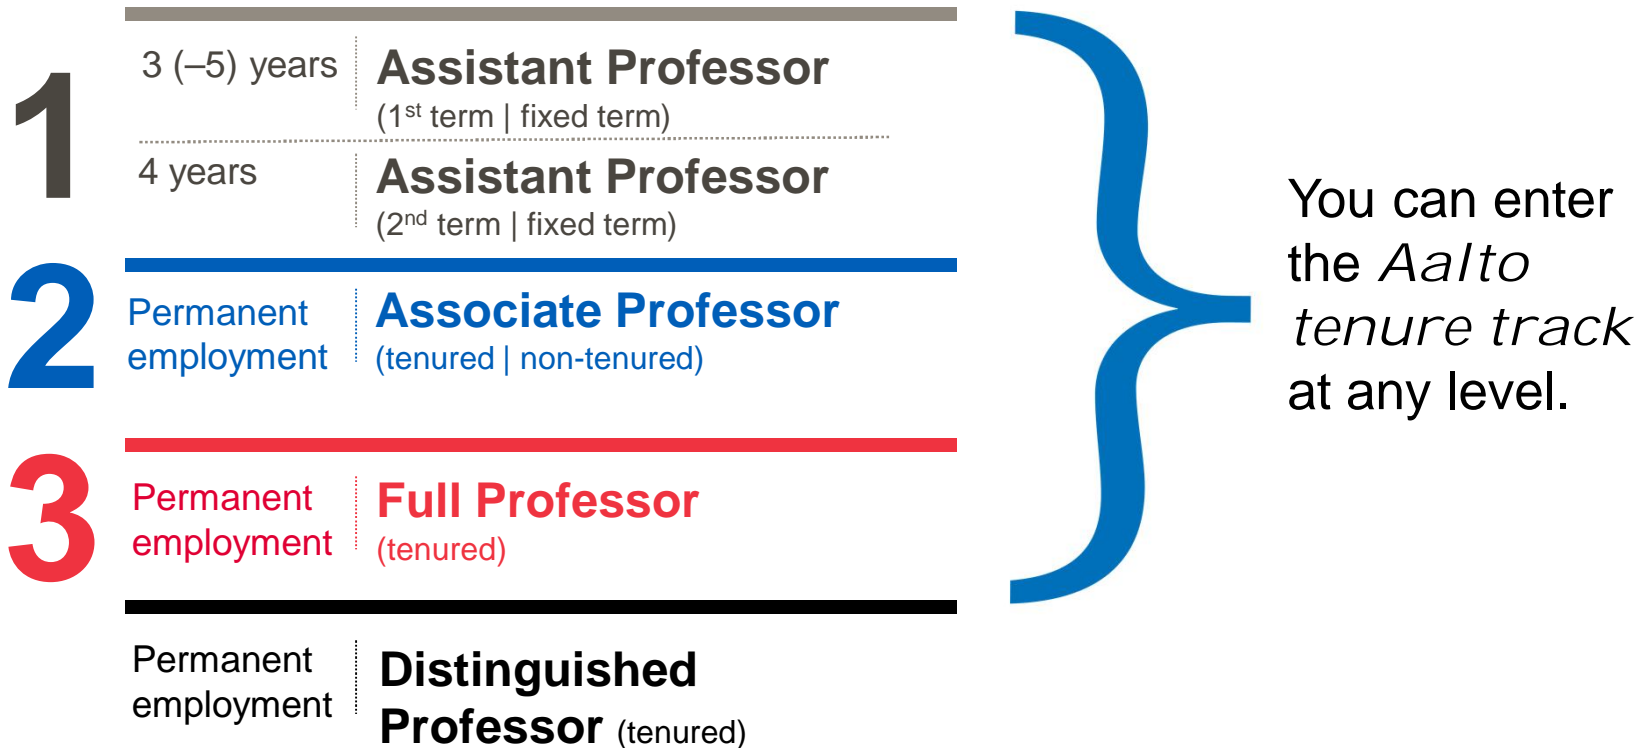 1
3 (–5) years
Assistant Professor
(1st term | fixed term)
4 years
Assistant Professor
(2nd term | fixed term)
2
Permanent
employment
Associate Professor
(tenured | non-tenured)
3
Permanent
employment
Full Professor
(tenured)
Permanent
employment
Distinguished
Professor (tenured)
You can enter
the Aalto
tenure track
at any level.